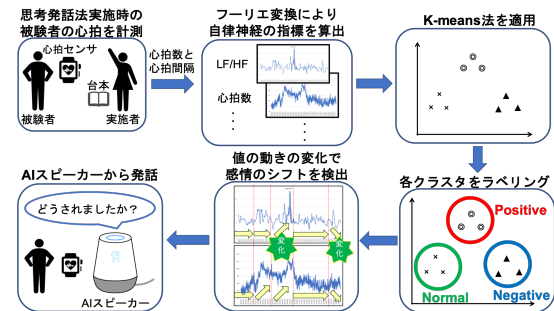 思考発話法実施時の
被験者の心拍を計測
心拍センサ
台本
被験者
実施者
心拍数と
心拍間隔
フーリエ変換により
自律神経の指標を算出
LF/HF
心拍数
K-means法を適用
各クラスタをラベリング
Positive
Normal
Negative
値の動きの変化で
感情のシフトを検出
変化
変化
AIスピーカーから発話
どうされましたか？
AIスピーカー